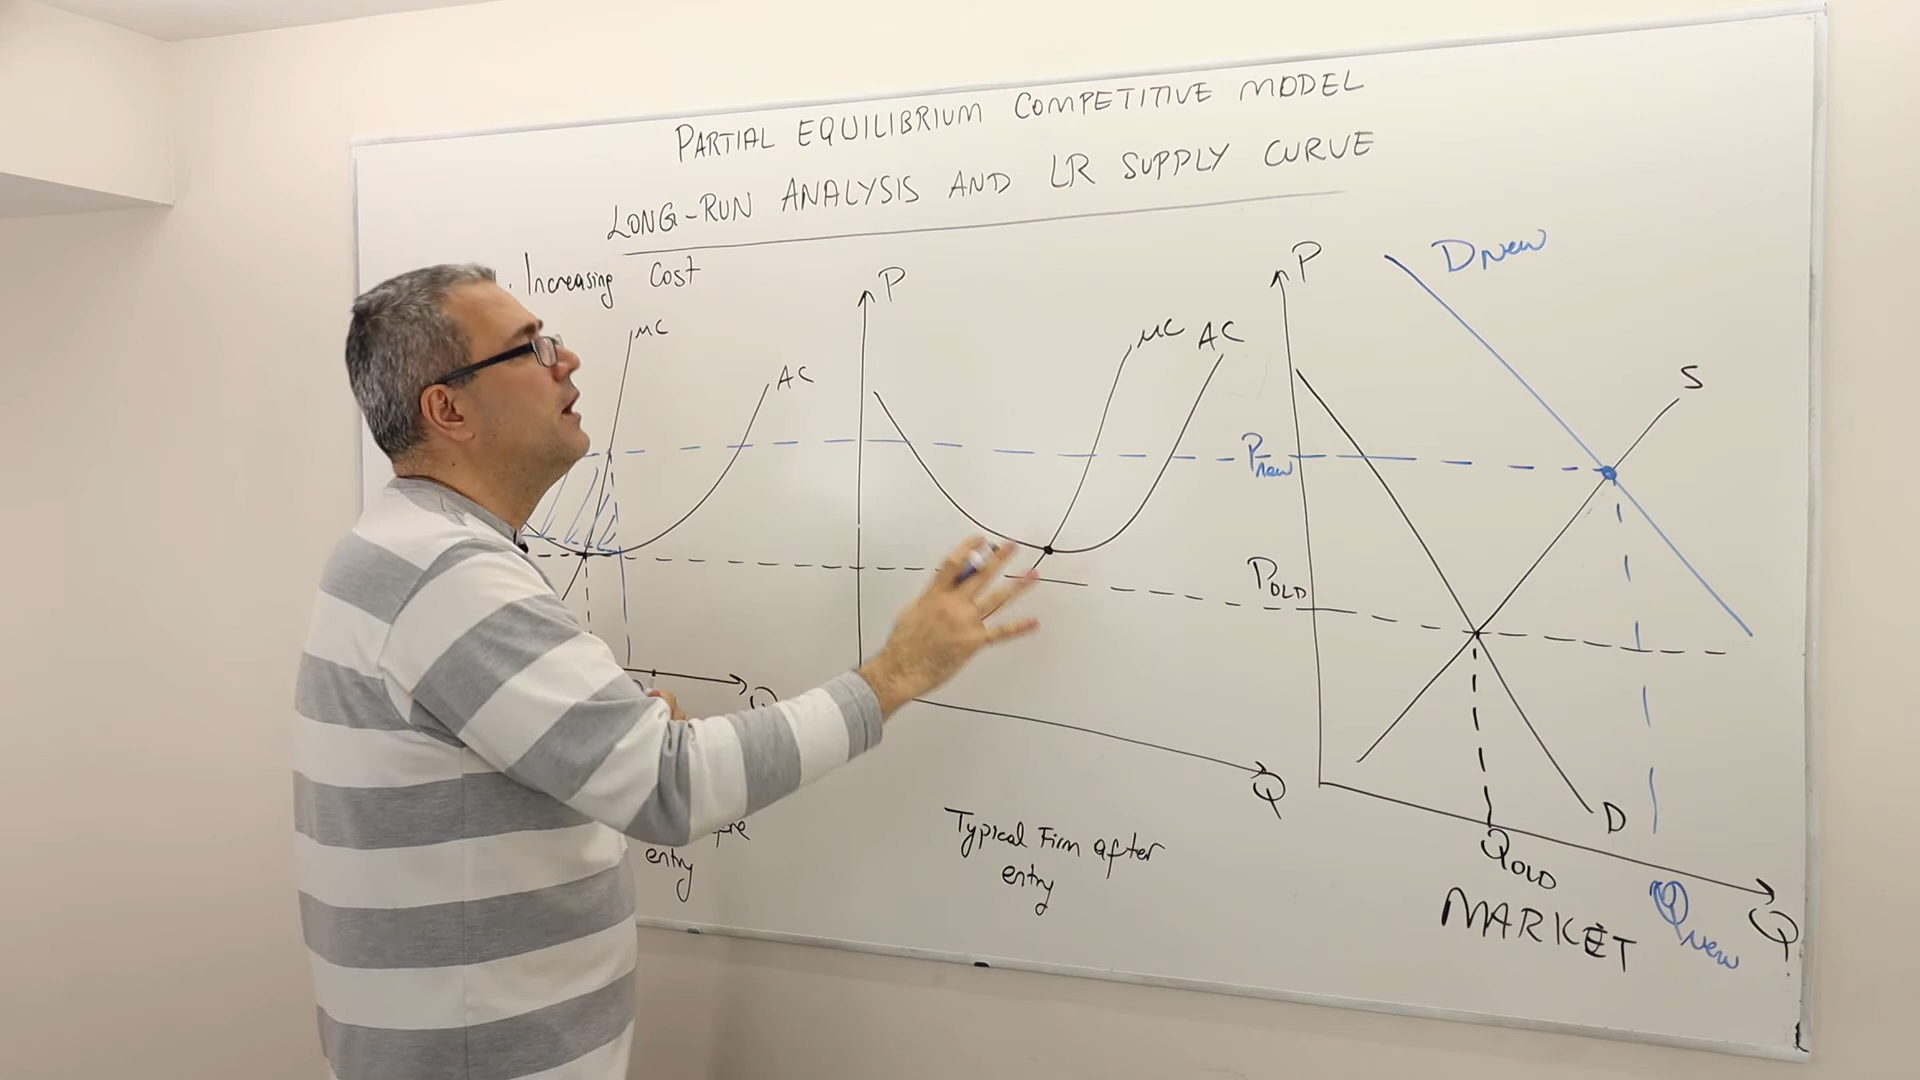 PARTIAL EQUILIBRIUM COMPETITIVE MODEL
LONG-RUN ANALYSIS AND LR SUPPLY CURVE
Increasing Cost
MC
AC
Q
entry
P
MC AC
Q
Typical Firm after
entry
P
DNew
S
Pnew
POLD
D
QOLD
QNew
Q
MARKET